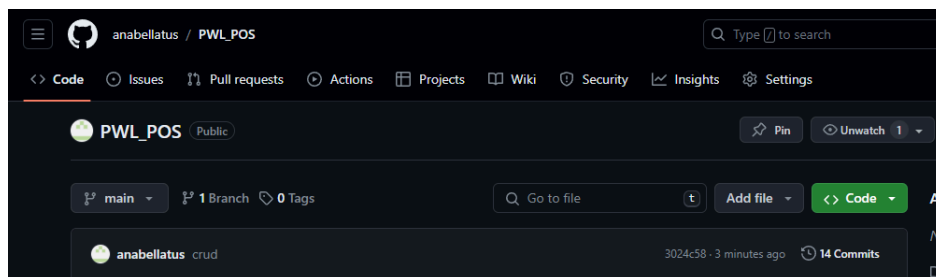 anabellatus / PWL_POS Type / to search
<> Code Issues Pull requests Actions Projects Wiki Security Insights Settings
PWL_POS Public Pin Unwatch 1
main 1 Branch 0 Tags Go to file t Add file <> Code
anabellatus crud 3024c58 · 3 minutes ago 14 Commits